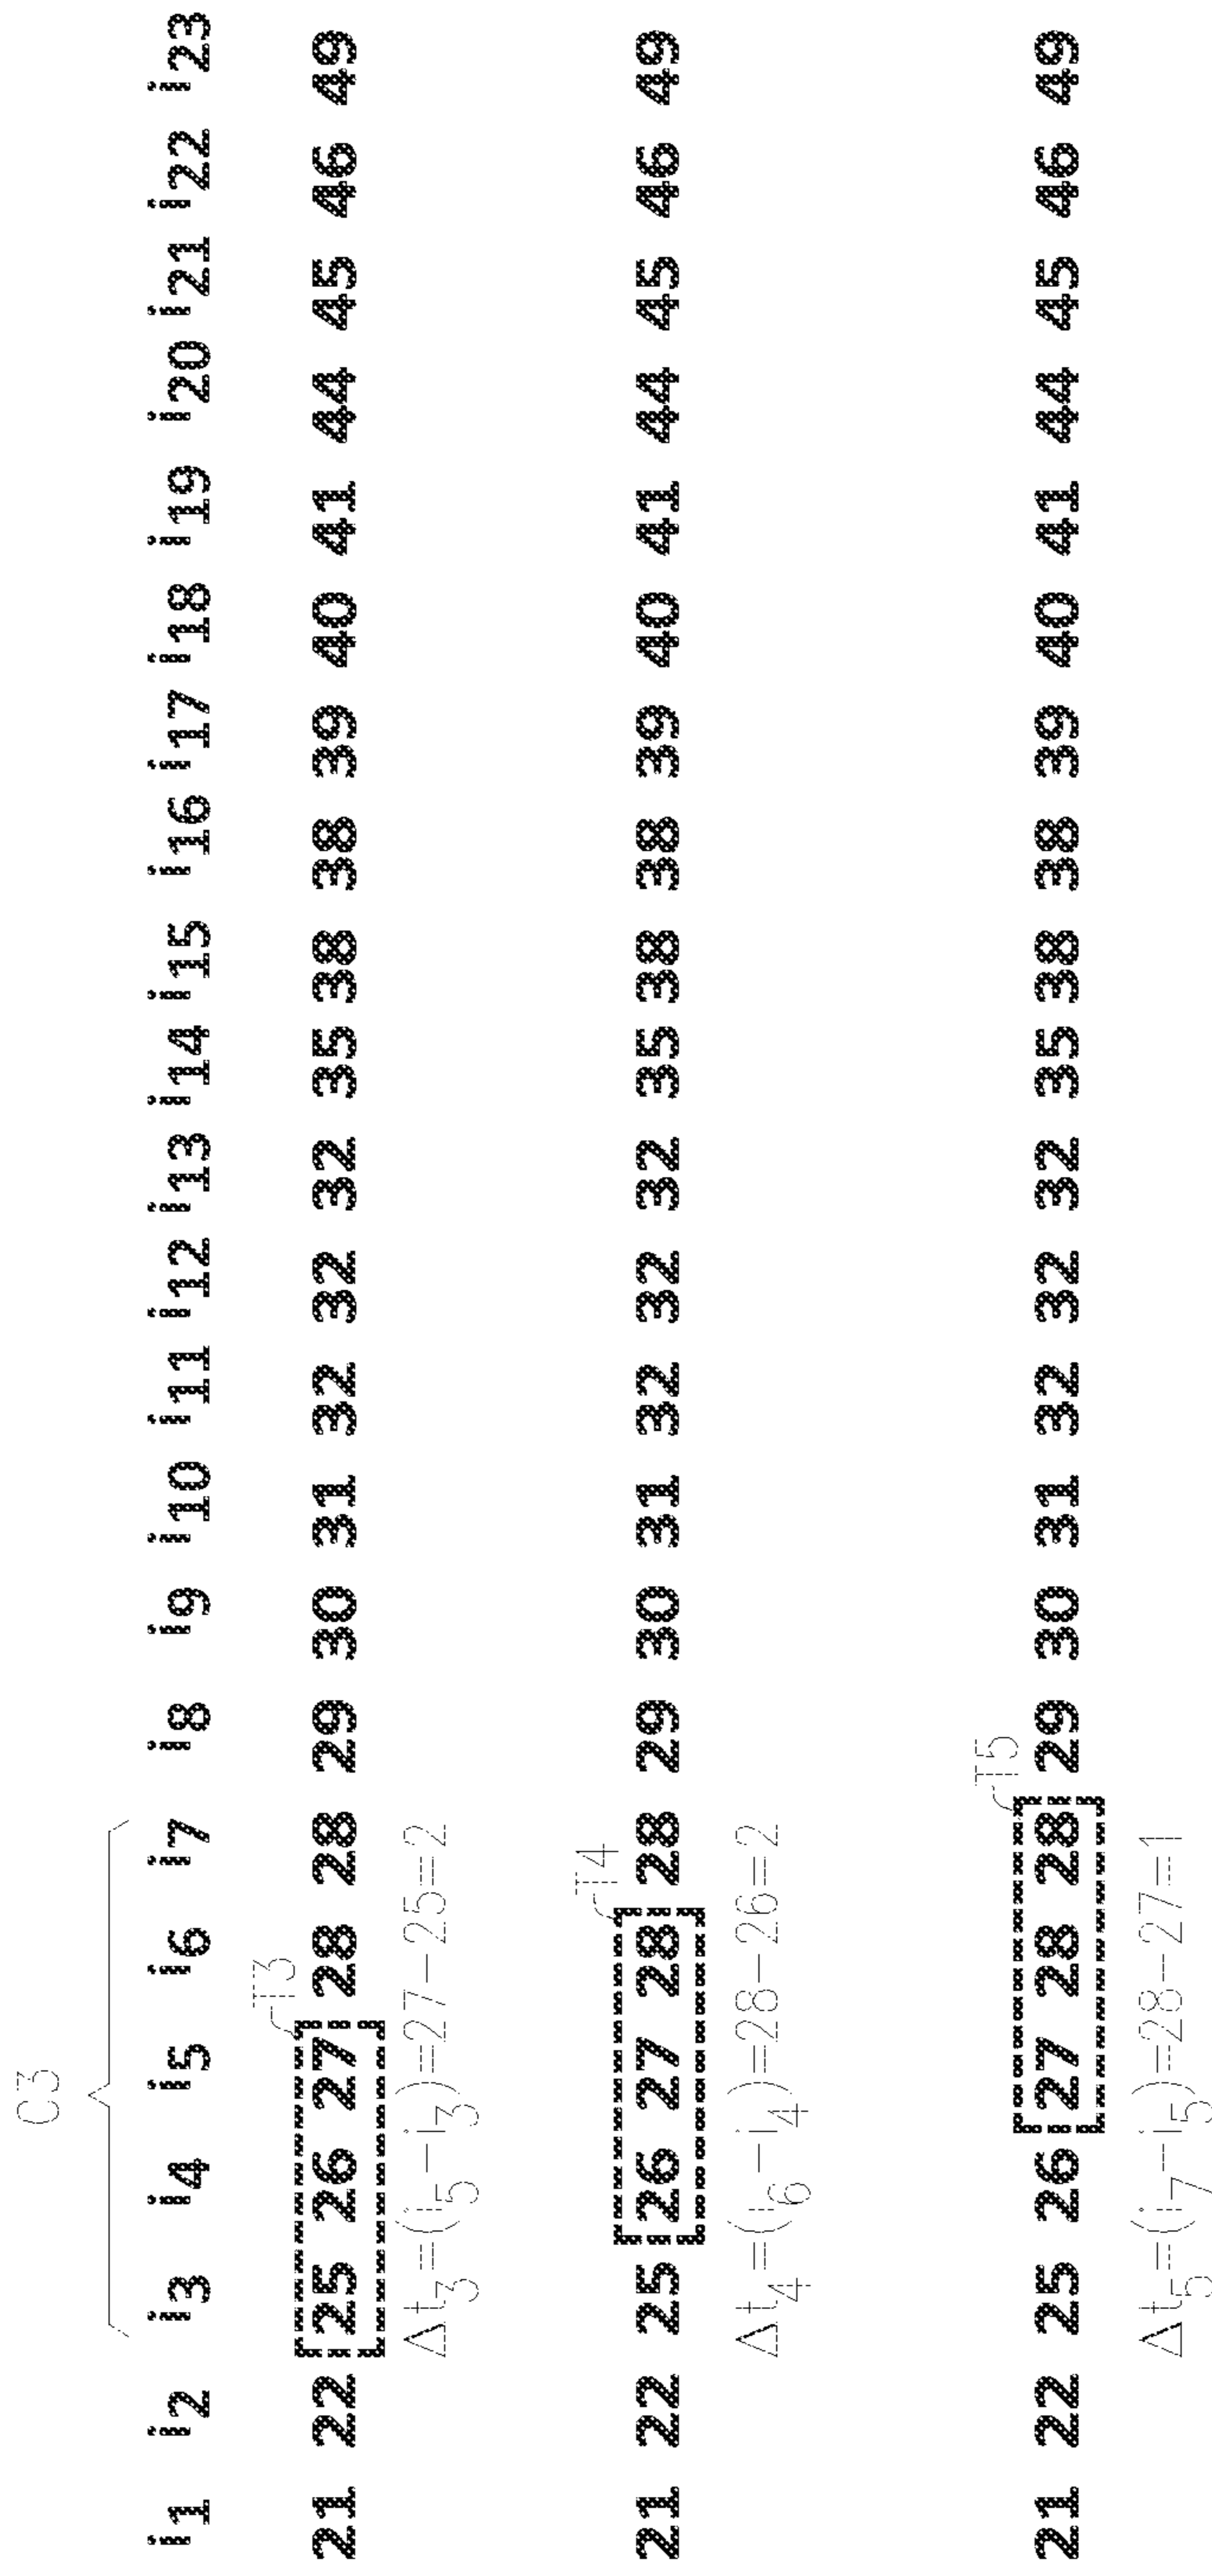 C3
i1 i2 i3 i4 i5 i6 i7 i8 i9 i10 i11 i12 i13 i14 i15 i16 i17 i18 i19 i20 i21 i22 i23
T3
21 22 25 26 27 28 28 29 30 31 32 32 32 35 38 38 39 40 41 44 45 46 49
Δt3=(i5-i3)=27-25=2
T4
21 22 25 26 27 28 28 29 30 31 32 32 32 35 38 38 39 40 41 44 45 46 49
Δt4=(i6-i4)=28-26=2
T5
21 22 25 26 27 28 28 29 30 31 32 32 32 35 38 38 39 40 41 44 45 46 49
Δt5=(i7-i5)=28-27=1